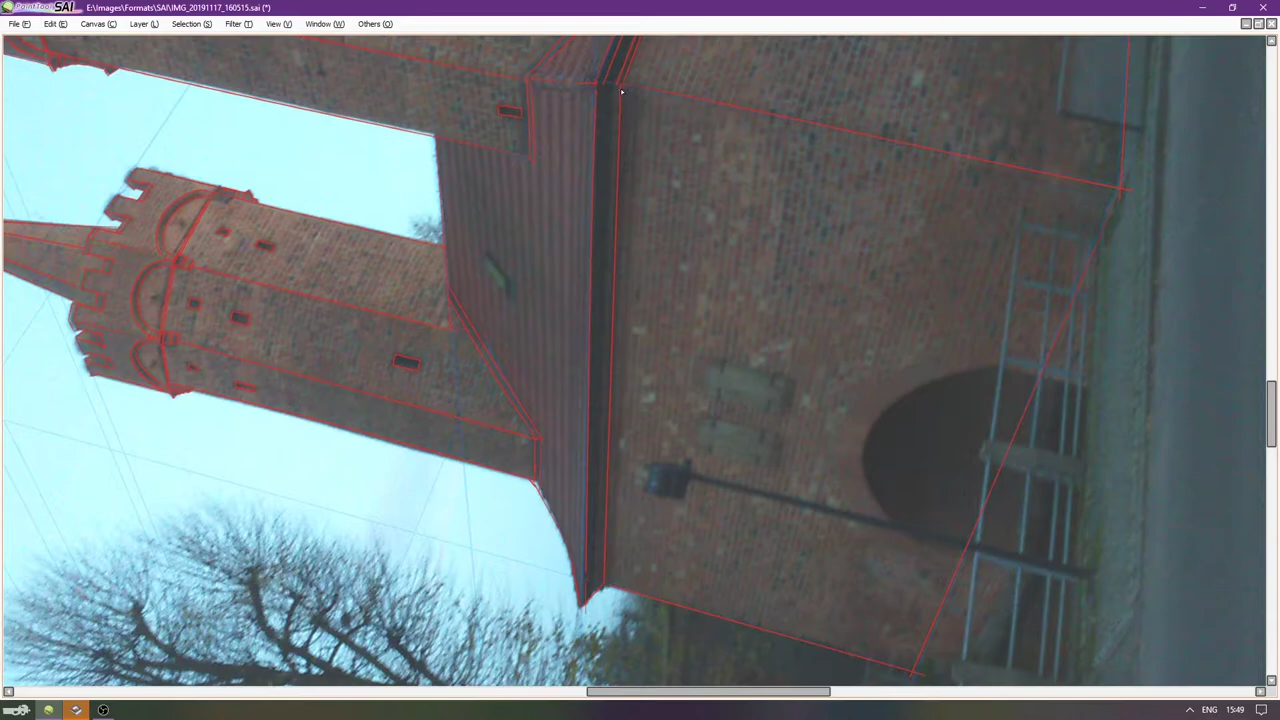 PaintTool SAI E:\Images\Formats\SAI\IMG_20191117_160515.sai (*)
File (F) Edit (E) Canvas (C) Layer (L) Selection (S) Filter (T) View (V) Window (W) Others (O)
ENG 15:49